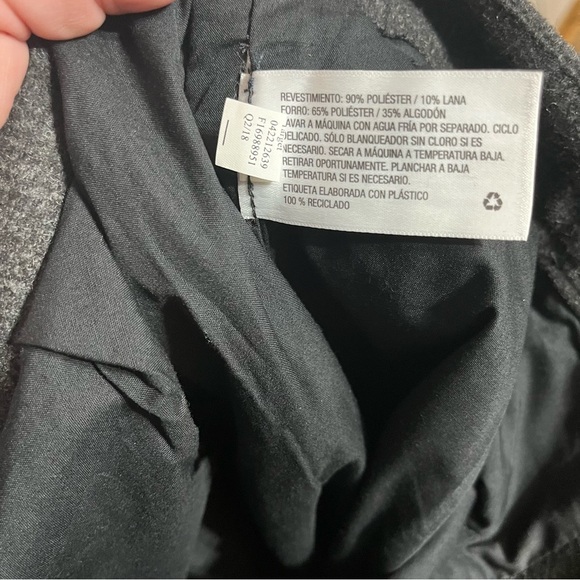 REVESTIMIENTO: 90% POLIÉSTER / 10% LANA
FORRO: 65% POLIÉSTER / 35% ALGODÓN
LAVAR A MÁQUINA CON AGUA FRÍA POR SEPARADO. CICLO
DELICADO. SÓLO BLANQUEADOR SIN CLORO SI ES
NECESARIO. SECAR A MÁQUINA A TEMPERATURA BAJA.
RETIRAR OPORTUNAMENTE. PLANCHAR A BAJA
TEMPERATURA SI ES NECESARIO.
ETIQUETA ELABORADA CON PLÁSTICO
100 % RECICLADO
042212639
F16988951
Q2/18